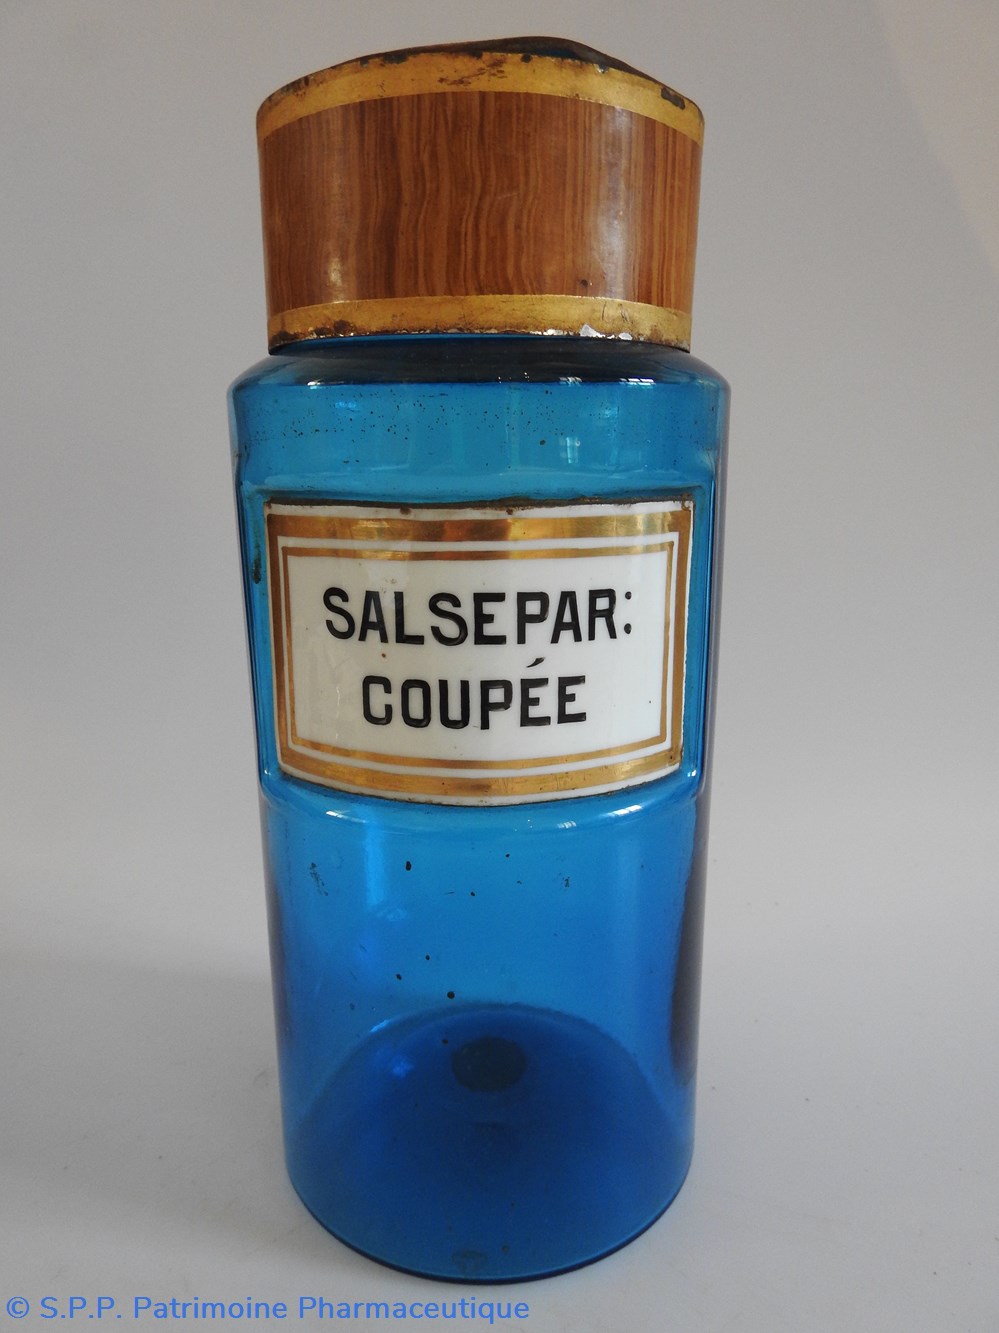 SALSEPAR:
COUPÉE
© S.P.P. Patrimoine Pharmaceutique